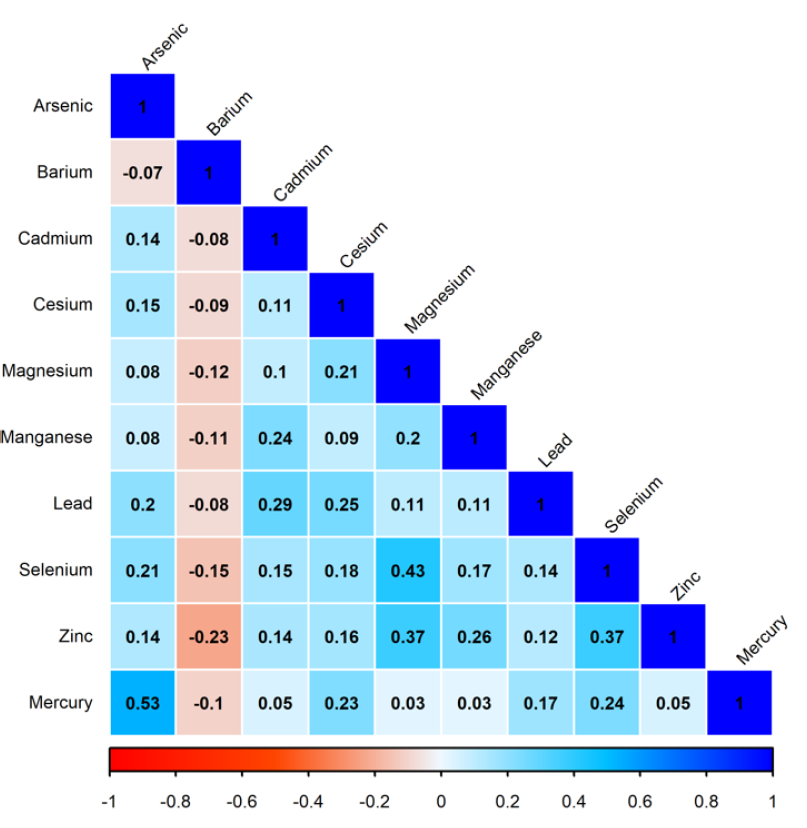 Arsenic
Arsenic 1 Barium
Barium -0.07 1 Cadmium
Cadmium 0.14 -0.08 1 Cesium
Cesium 0.15 -0.09 0.11 1 Magnesium
Magnesium 0.08 -0.12 0.1 0.21 1 Manganese
Manganese 0.08 -0.11 0.24 0.09 0.2 1 Lead
Lead 0.2 -0.08 0.29 0.25 0.11 0.11 1 Selenium
Selenium 0.21 -0.15 0.15 0.18 0.43 0.17 0.14 1 Zinc
Zinc 0.14 -0.23 0.14 0.16 0.37 0.26 0.12 0.37 1 Mercury
Mercury 0.53 -0.1 0.05 0.23 0.03 0.03 0.17 0.24 0.05 1
-1 -0.8 -0.6 -0.4 -0.2 0 0.2 0.4 0.6 0.8 1